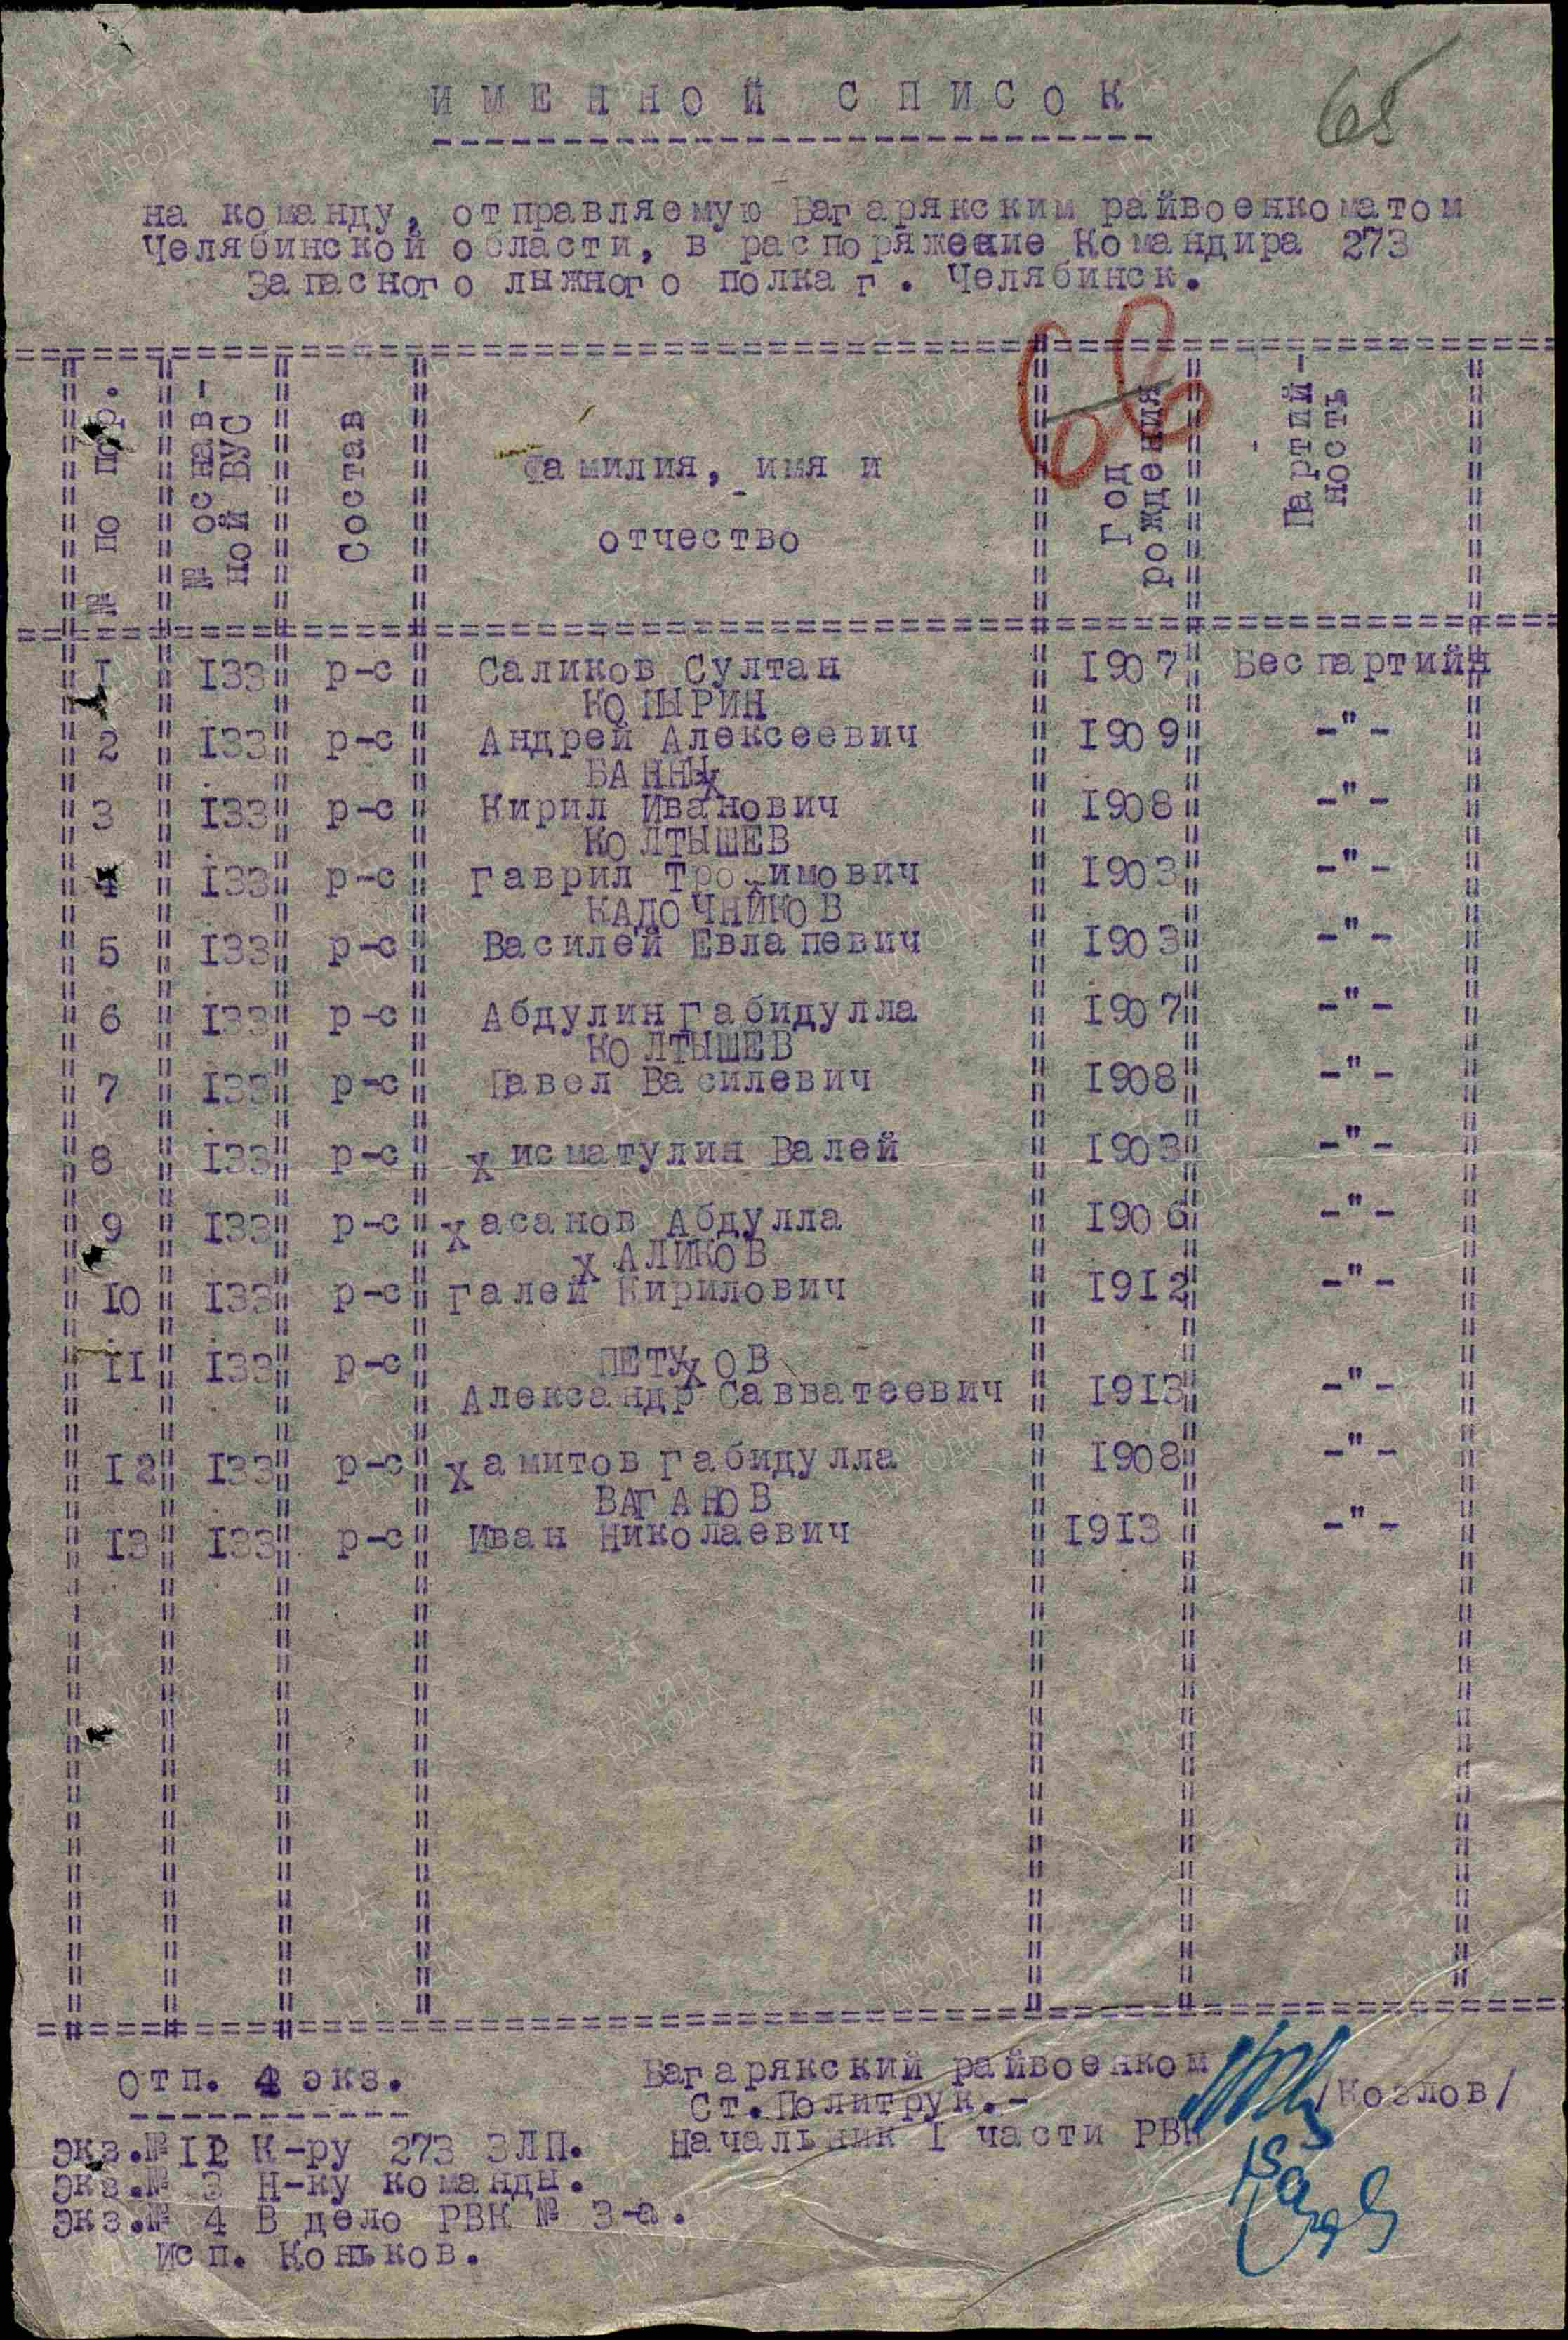 ИМЕННОЙ СПИСОК
65
на команду, отправляемую Багарякским райвоенкоматом
Челябинской области, в распоряжение Командира 273
Запасного лыжного полка г. Челябинск.
66
№ по пор. № основ- ной ВУС Состав Фамилия, имя и отчество Год рождения Партий- ность
1 133 р-с Саликов Султан 1907 Беспартийн
КОПЫРИН
2 133 р-с Андрей Алексеевич 1909 -"-
БАННЫХ
3 133 р-с Кирил Иванович 1908 -"-
КОЛТЫШЕВ
4 133 р-с Гаврил Трохимович 1903 -"-
КАДОЧНИКОВ
5 133 р-с Василей Евлапевич 1903 -"-
6 133 р-с Абдулин Габидулла 1907 -"-
КОЛТЫШЕВ
7 133 р-с Павел Василевич 1908 -"-
8 133 р-с Хисматулин Валей 1903 -"-
9 133 р-с Хасанов Абдулла 1906 -"-
ХАЛИКОВ
10 133 р-с Галей Кирилович 1912 -"-
11 133 р-с ПЕТУХОВ
Александр Савватеевич 1913 -"-
12 133 р-с Хамитов Габидулла 1908 -"-
ВАГАНОВ
13 133 р-с Иван Николаевич 1913 -"-
Отп. 4 экз.
Экз.№ 1 К-ру 273 ЗЛП.
Экз.№ 3 Н-ку команды.
Экз.№ 4 В дело РВК № 3-а.
Исп. Коньков.
Багарякский райвоенком
Ст.Политрук.- /Козлов/
Начальник I части РВК